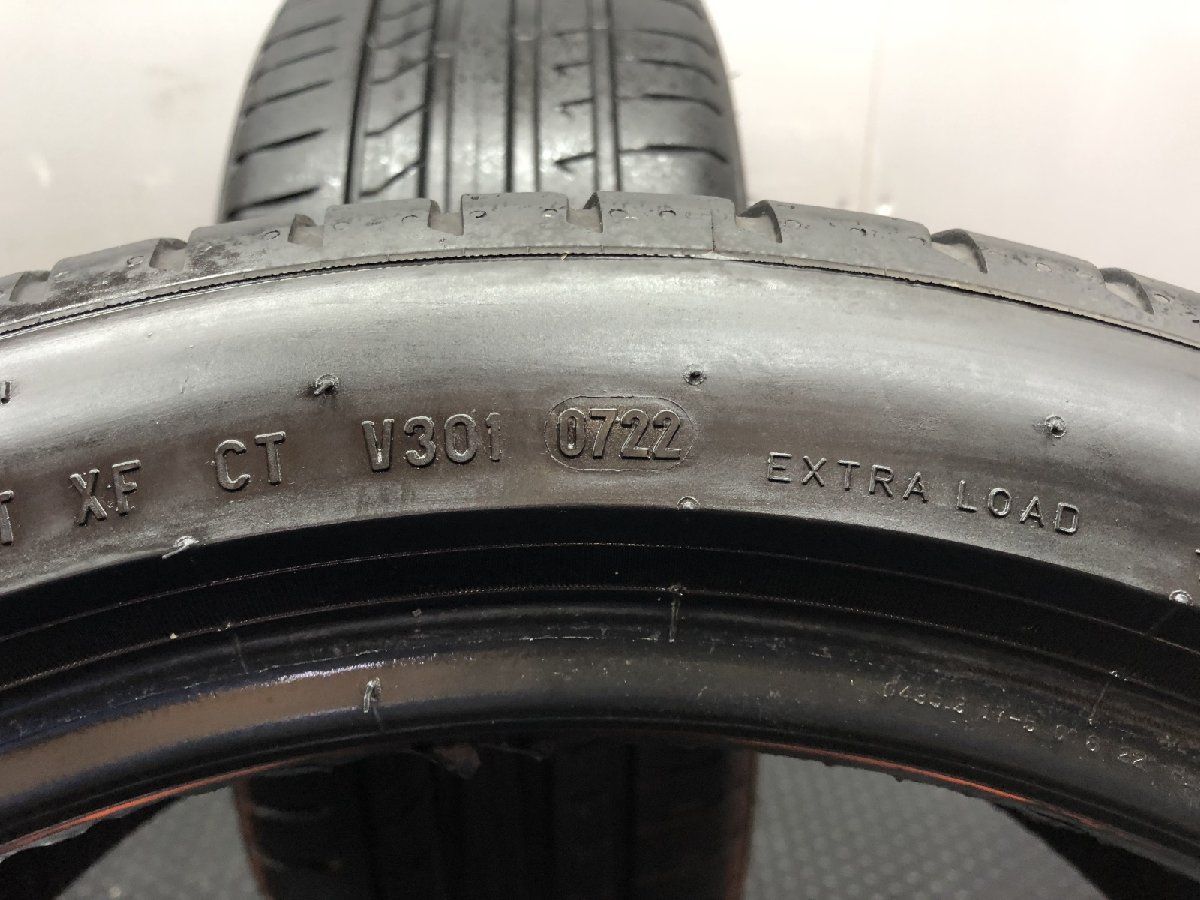 T XF CT V301 0722
EXTRA LOAD